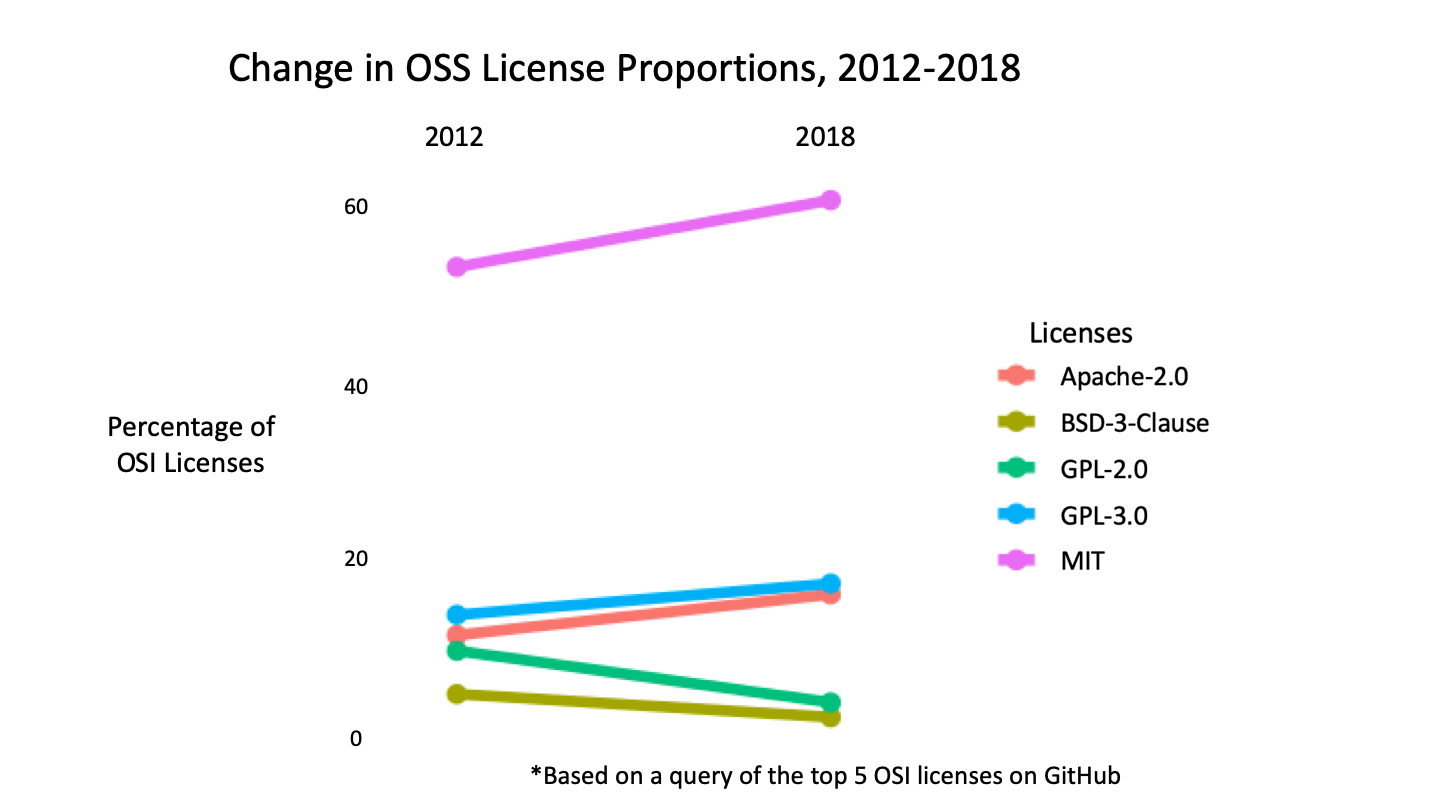 Change in OSS License Proportions, 2012-2018
2012
2018
60
40
20
0
Percentage of
OSI Licenses
Licenses
Apache-2.0
BSD-3-Clause
GPL-2.0
GPL-3.0
MIT
*Based on a query of the top 5 OSI licenses on GitHub